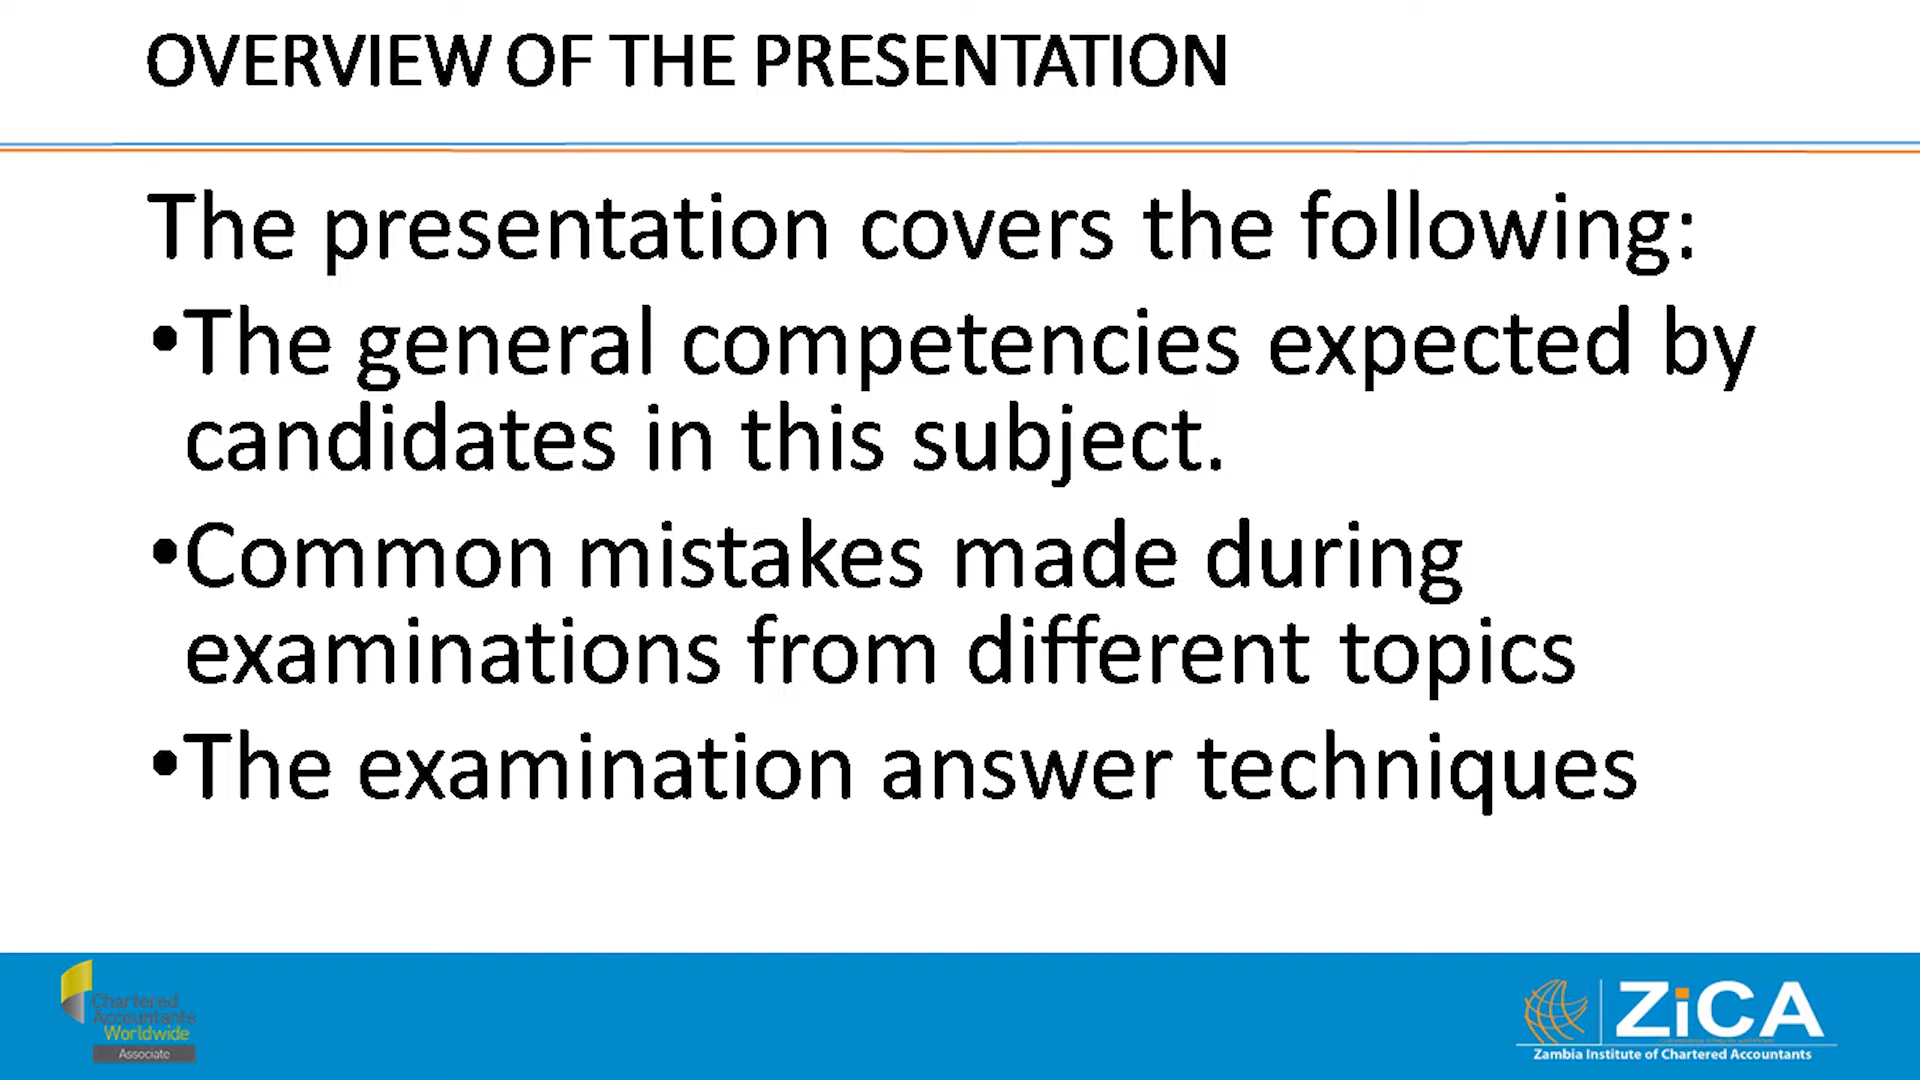 OVERVIEW OF THE PRESENTATION
The presentation covers the following:
•The general competencies expected by
candidates in this subject.
•Common mistakes made during
examinations from different topics
•The examination answer techniques
Chartered
Accountants
Worldwide
Associate
ZiCA
Zambia Institute of Chartered Accountants